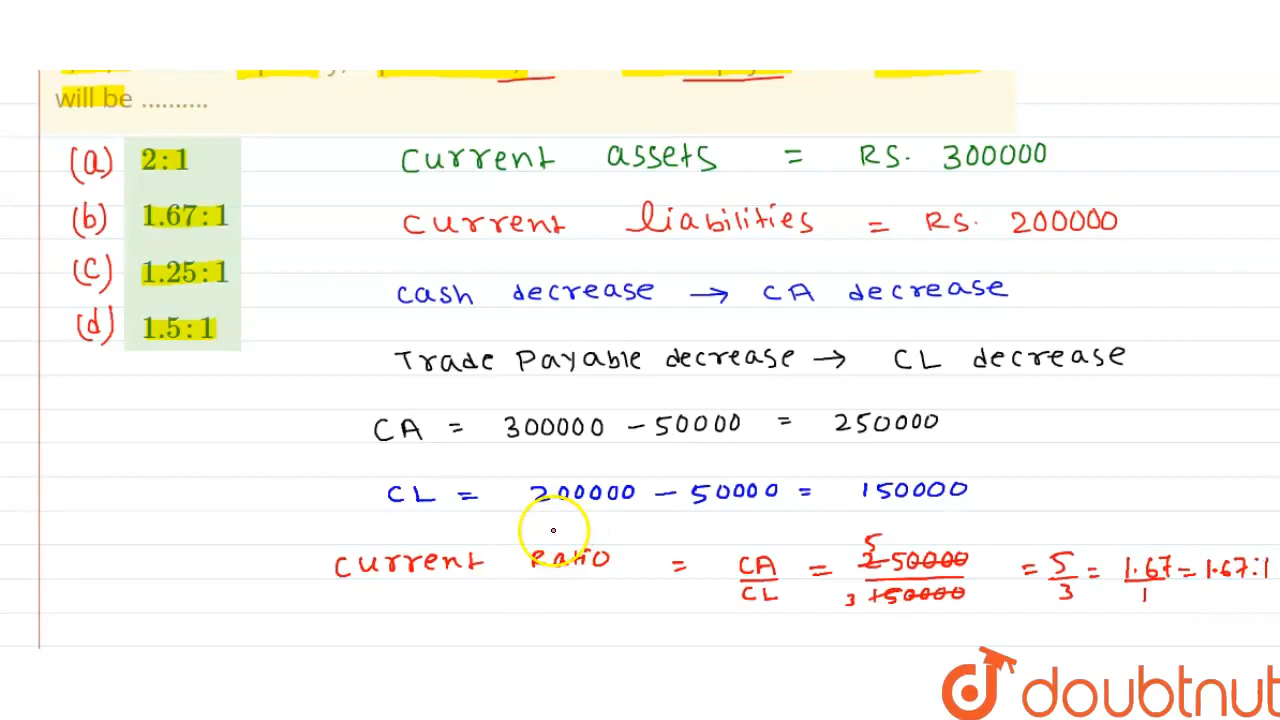 will be ..........
(a) 2:1
(b) 1.67:1
(c) 1.25:1
(d) 1.5:1
Current assets = Rs. 300000
Current liabilities = Rs. 200000
Cash decrease → CA decrease
Trade Payable decrease → CL decrease
CA = 300000 - 50000 = 250000
CL = 200000 - 50000 = 150000
Current Ratio = CA/CL = 5 250000/3 150000 = 5/3 = 1.67/1 = 1.67:1
doubtnut